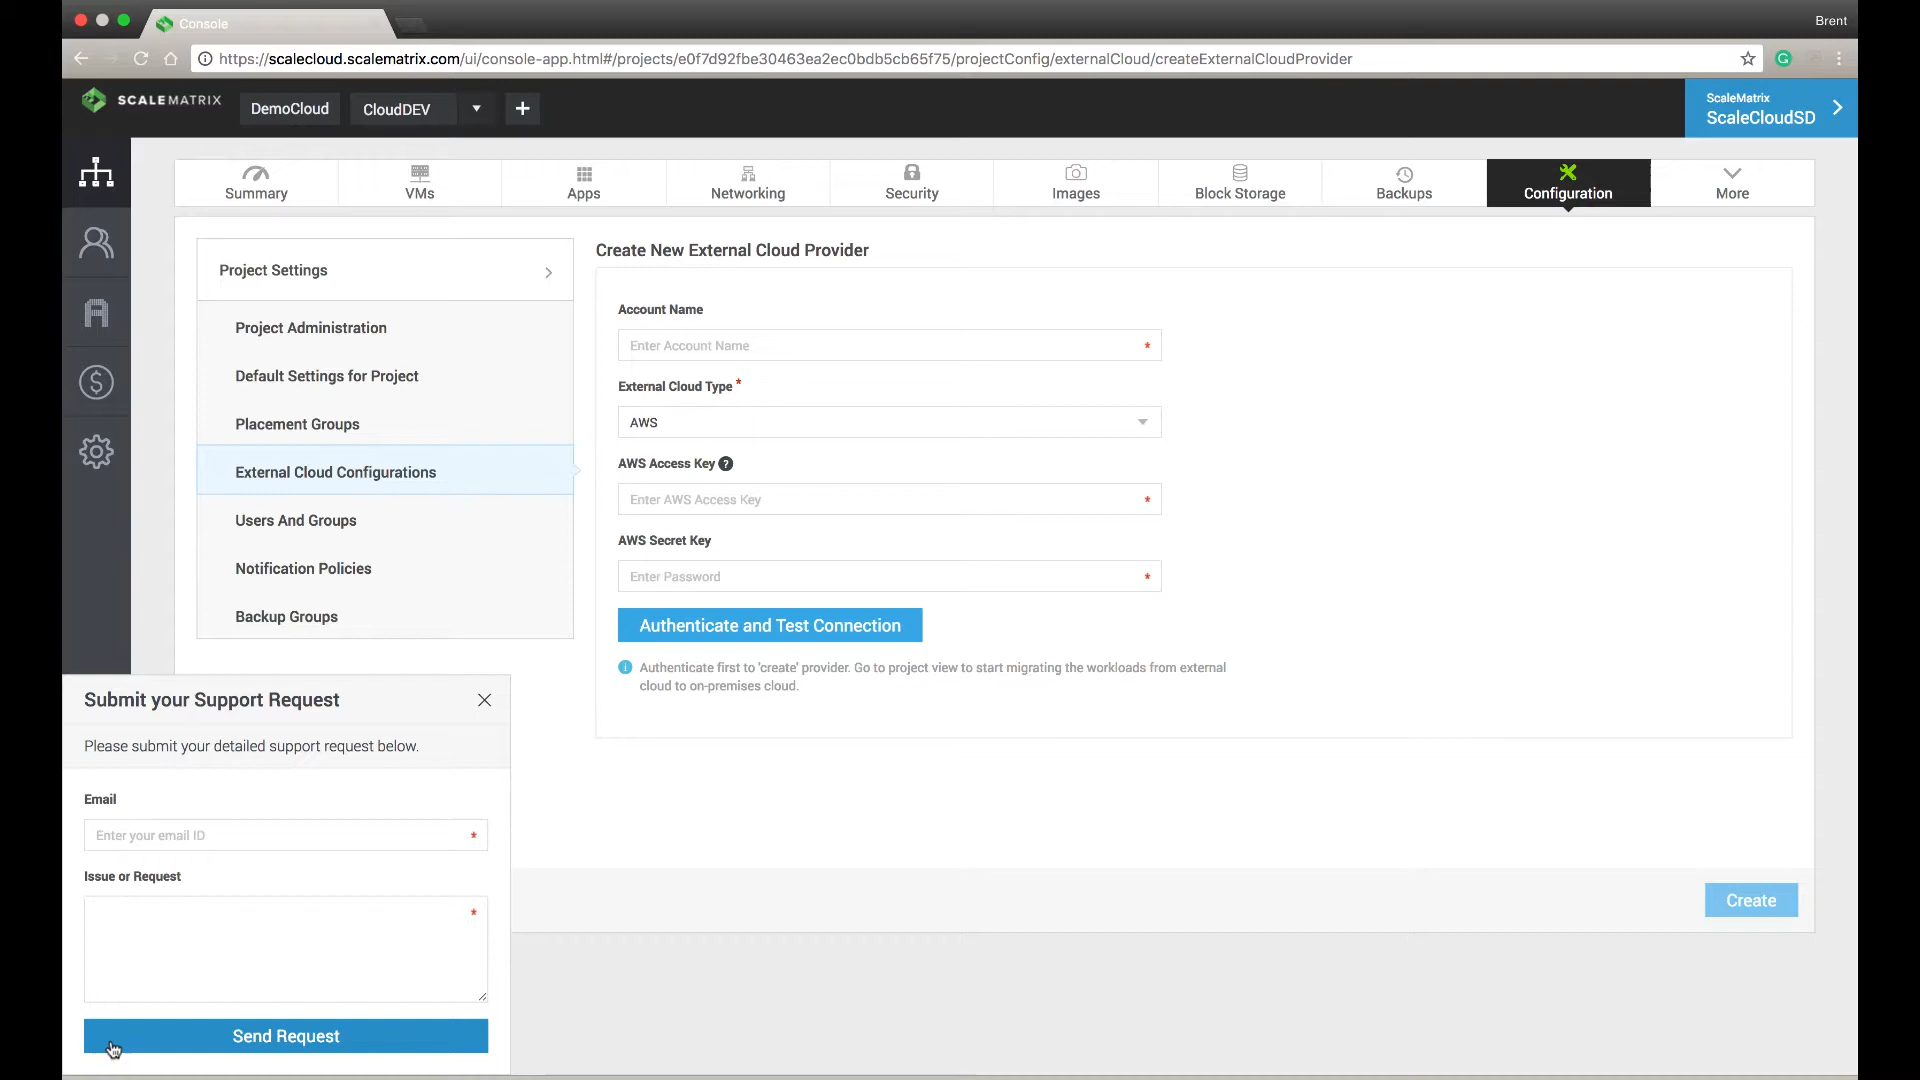 Console
Brent
https://scalecloud.scalematrix.com/ui/console-app.html#/projects/e0f7d92fbe30463ea2ec0bdb5cb65f75/projectConfig/externalCloud/createExternalCloudProvider
SCALEMATRIX
DemoCloud
CloudDEV
+
ScaleMatrix
ScaleCloudSD
Summary
VMs
Apps
Networking
Security
Images
Block Storage
Backups
Configuration
More
Project Settings
Project Administration
Default Settings for Project
Placement Groups
External Cloud Configurations
Users And Groups
Notification Policies
Backup Groups
Create New External Cloud Provider
Account Name
Enter Account Name *
External Cloud Type *
AWS
AWS Access Key ?
Enter AWS Access Key *
AWS Secret Key
Enter Password *
Authenticate and Test Connection
Authenticate first to 'create' provider. Go to project view to start migrating the workloads from external
cloud to on-premises cloud.
Create
Submit your Support Request
Please submit your detailed support request below.
Email
Enter your email ID *
Issue or Request
*
Send Request